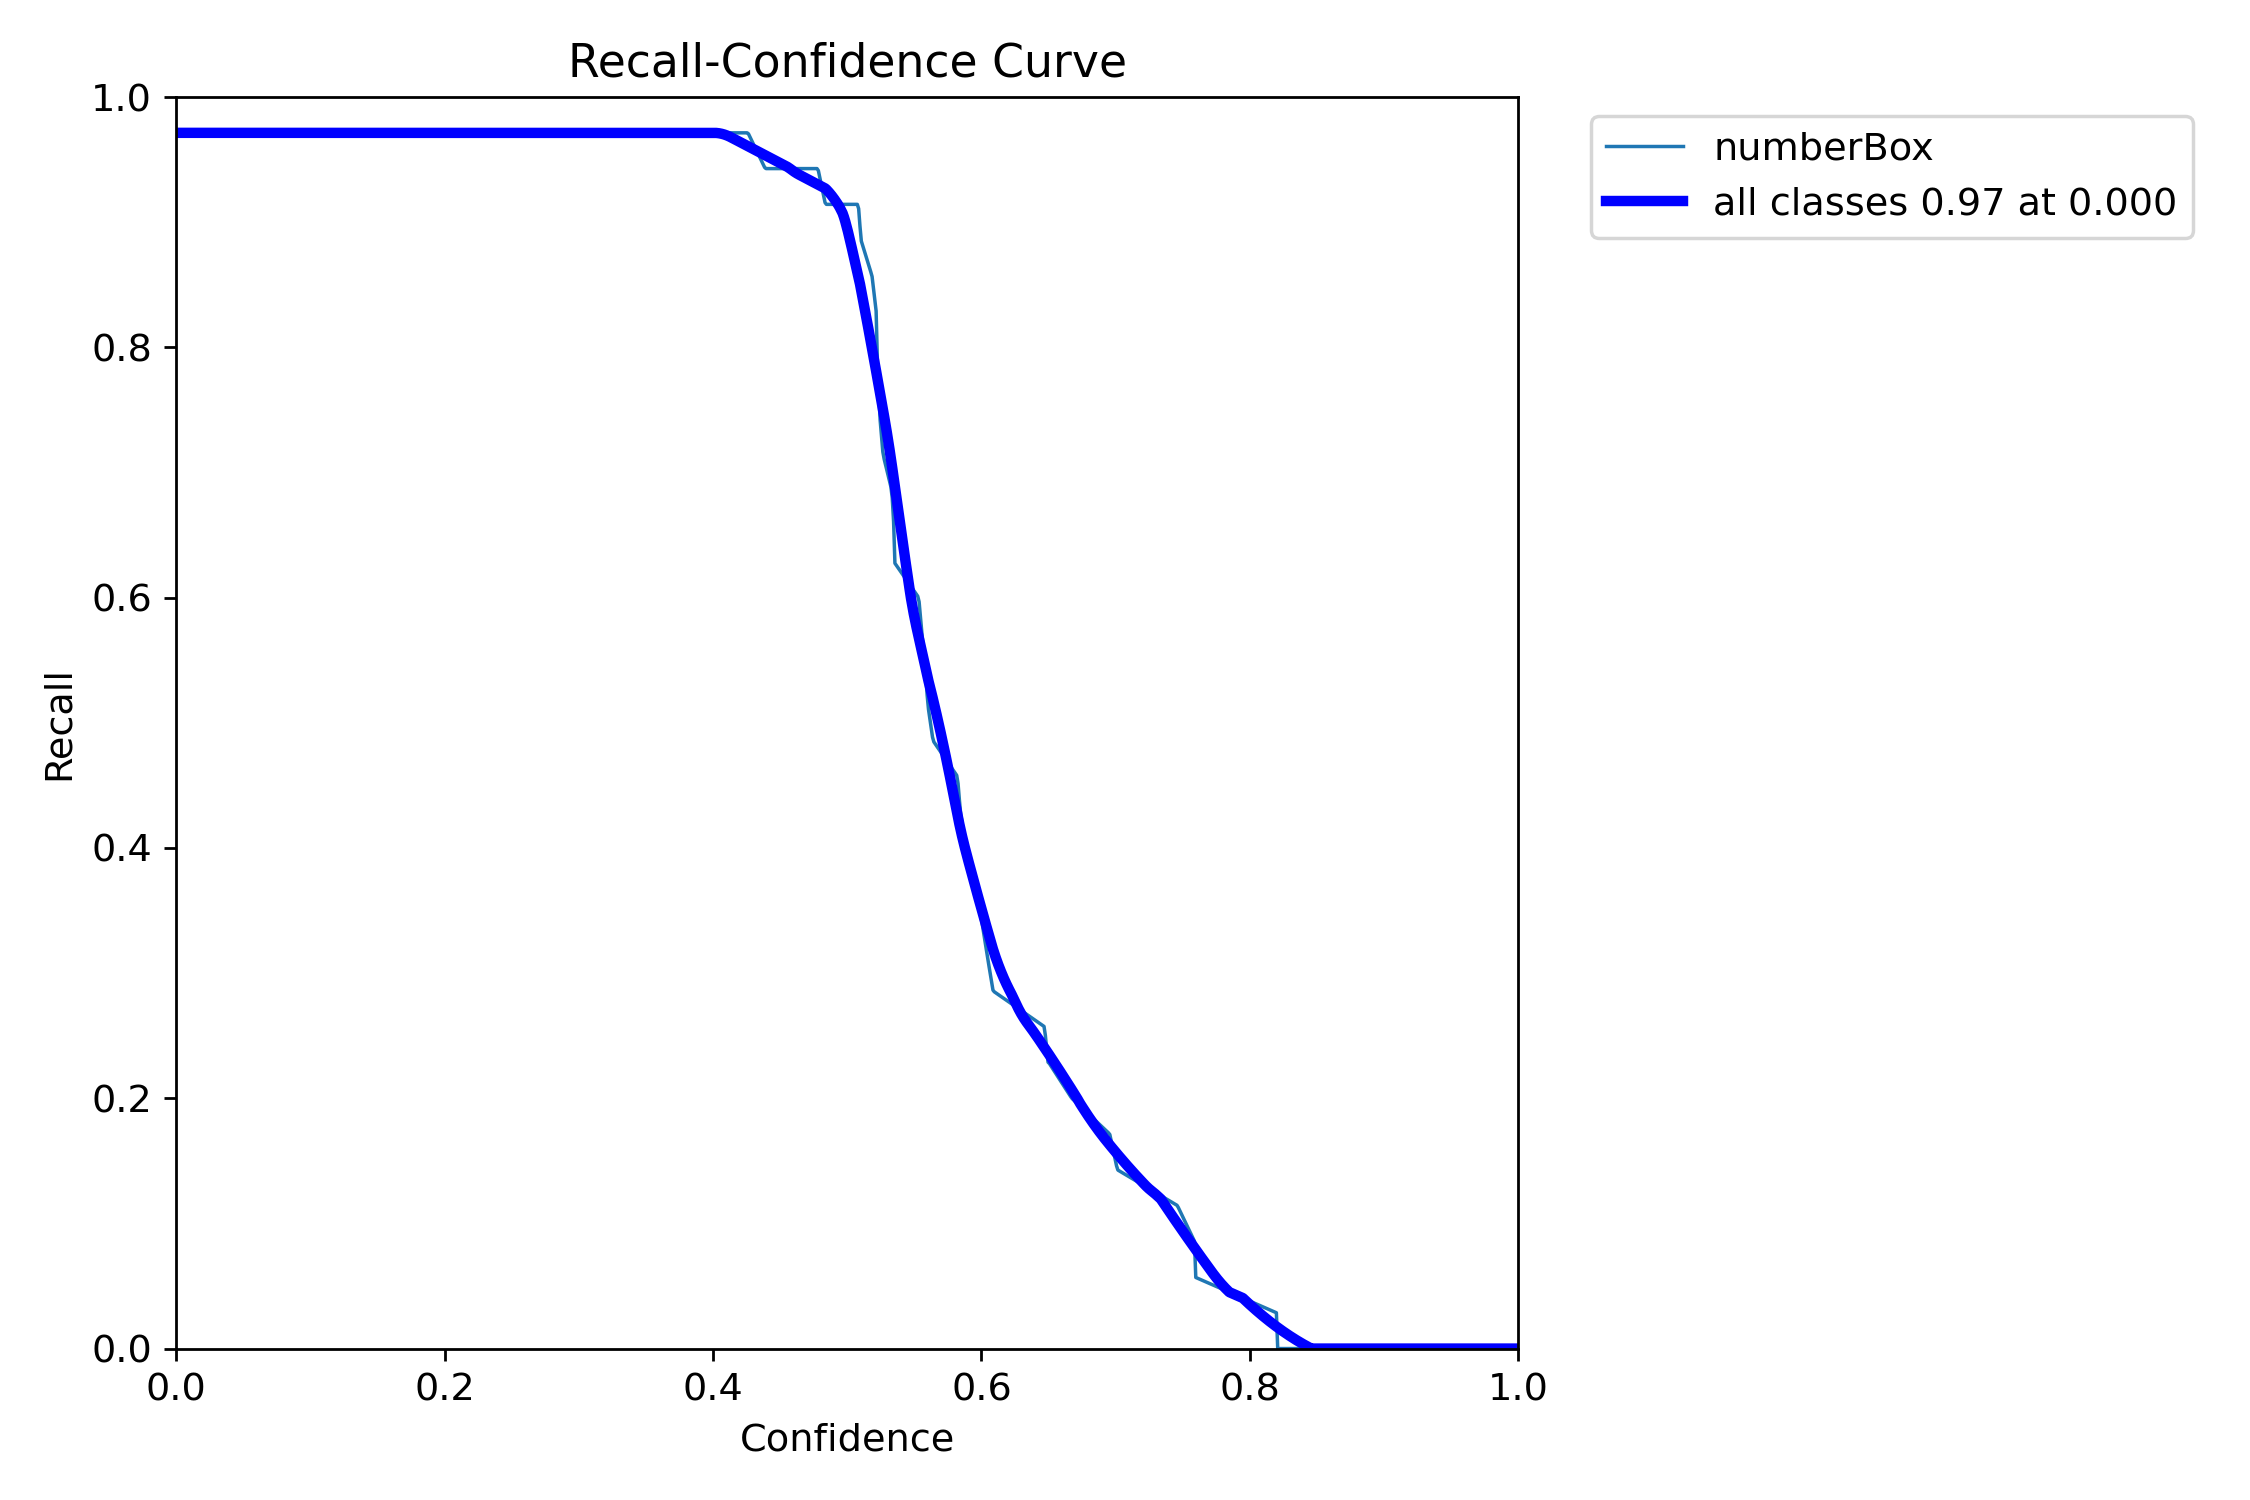 Recall-Confidence Curve
numberBox
all classes 0.97 at 0.000
1.0
0.8
0.6
0.4
0.2
0.0
Recall
0.0 0.2 0.4 0.6 0.8 1.0
Confidence